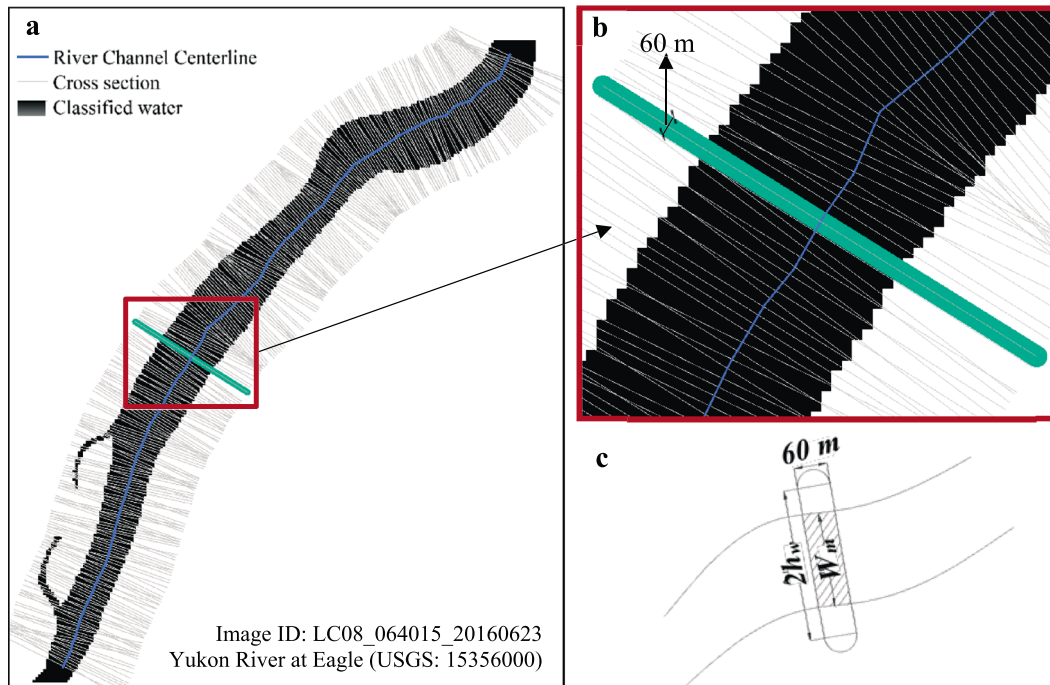 a
River Channel Centerline
Cross section
Classified water
Image ID: LC08_064015_20160623
Yukon River at Eagle (USGS: 15356000)
b
60 m
c
60 m
2h_w
W_m